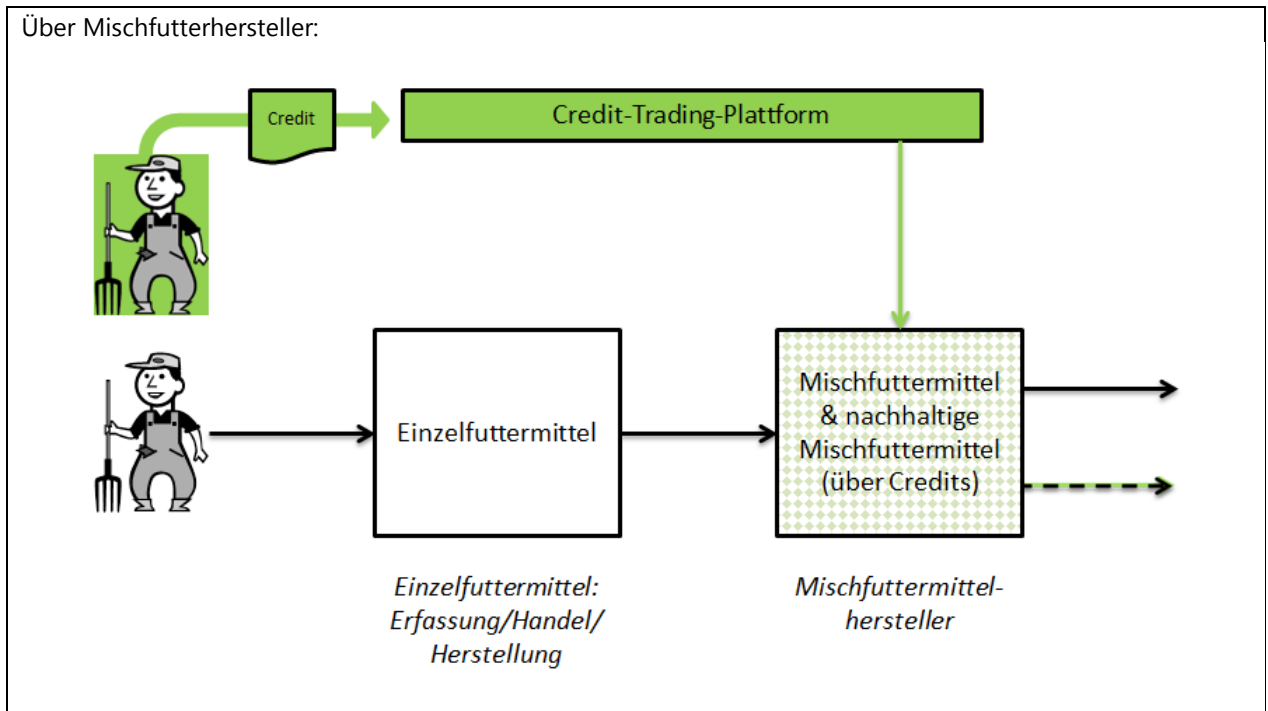 Über Mischfutterhersteller:
Credit
Credit-Trading-Plattform
Einzelfuttermittel
Mischfuttermittel
& nachhaltige
Mischfuttermittel
(über Credits)
Einzelfuttermittel:
Erfassung/Handel/
Herstellung
Mischfuttermittel-
hersteller